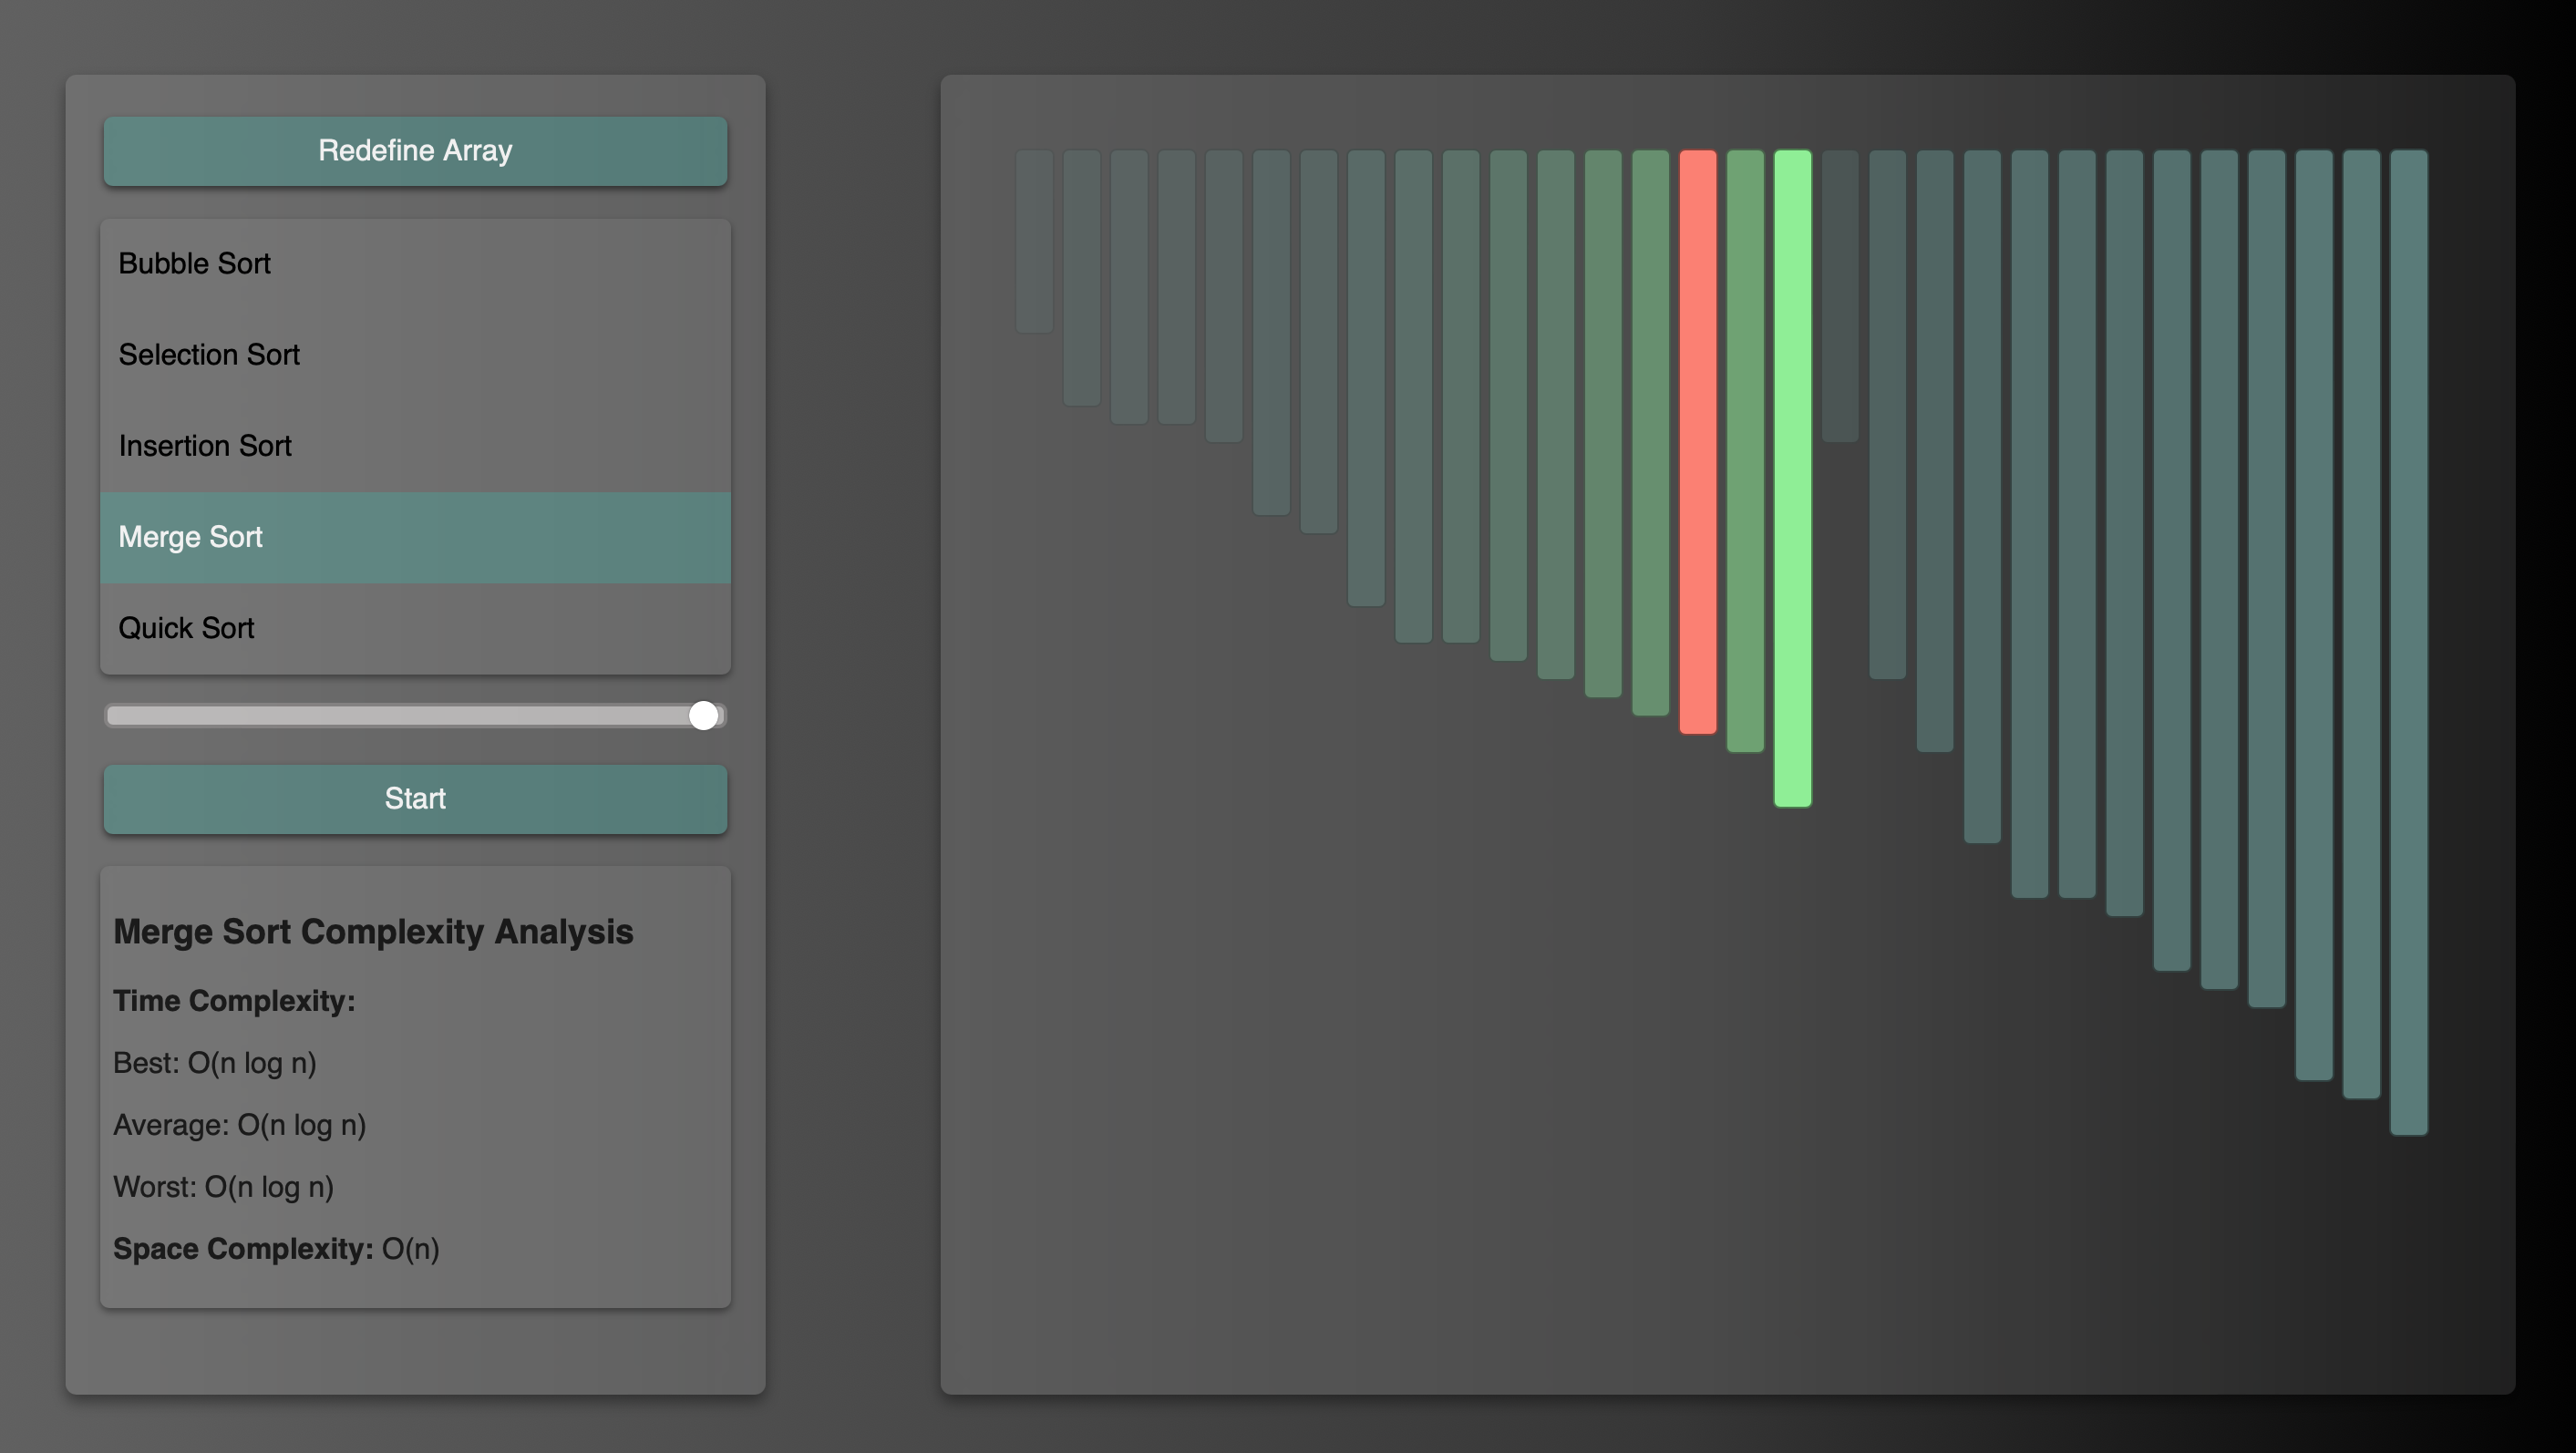 Redefine Array
Bubble Sort
Selection Sort
Insertion Sort
Merge Sort
Quick Sort
Start
Merge Sort Complexity Analysis
Time Complexity:
Best: O(n log n)
Average: O(n log n)
Worst: O(n log n)
Space Complexity: O(n)